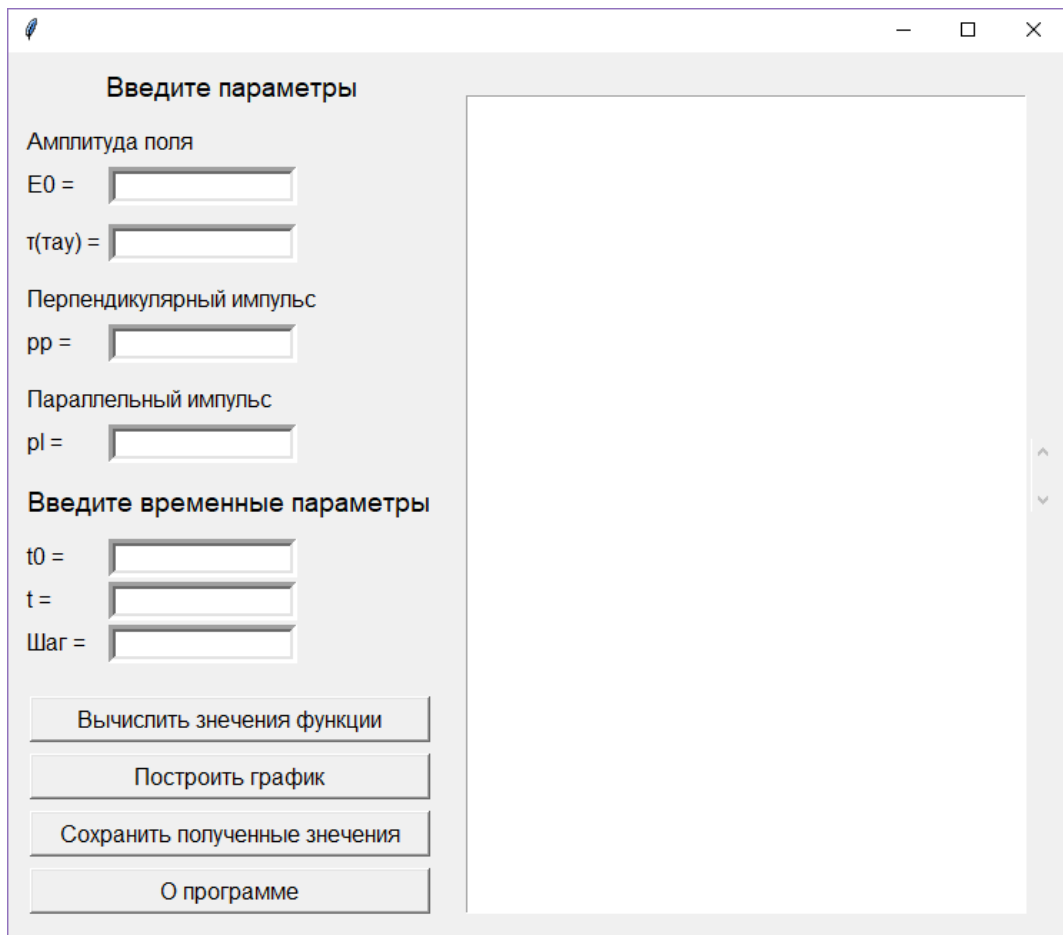 Введите параметры
Амплитуда поля
E0 =
τ(тау) =
Перпендикулярный импульс
pp =
Параллельный импульс
pl =
Введите временные параметры
t0 =
t =
Шаг =
Вычислить знечения функции
Построить график
Сохранить полученные знечения
О программе